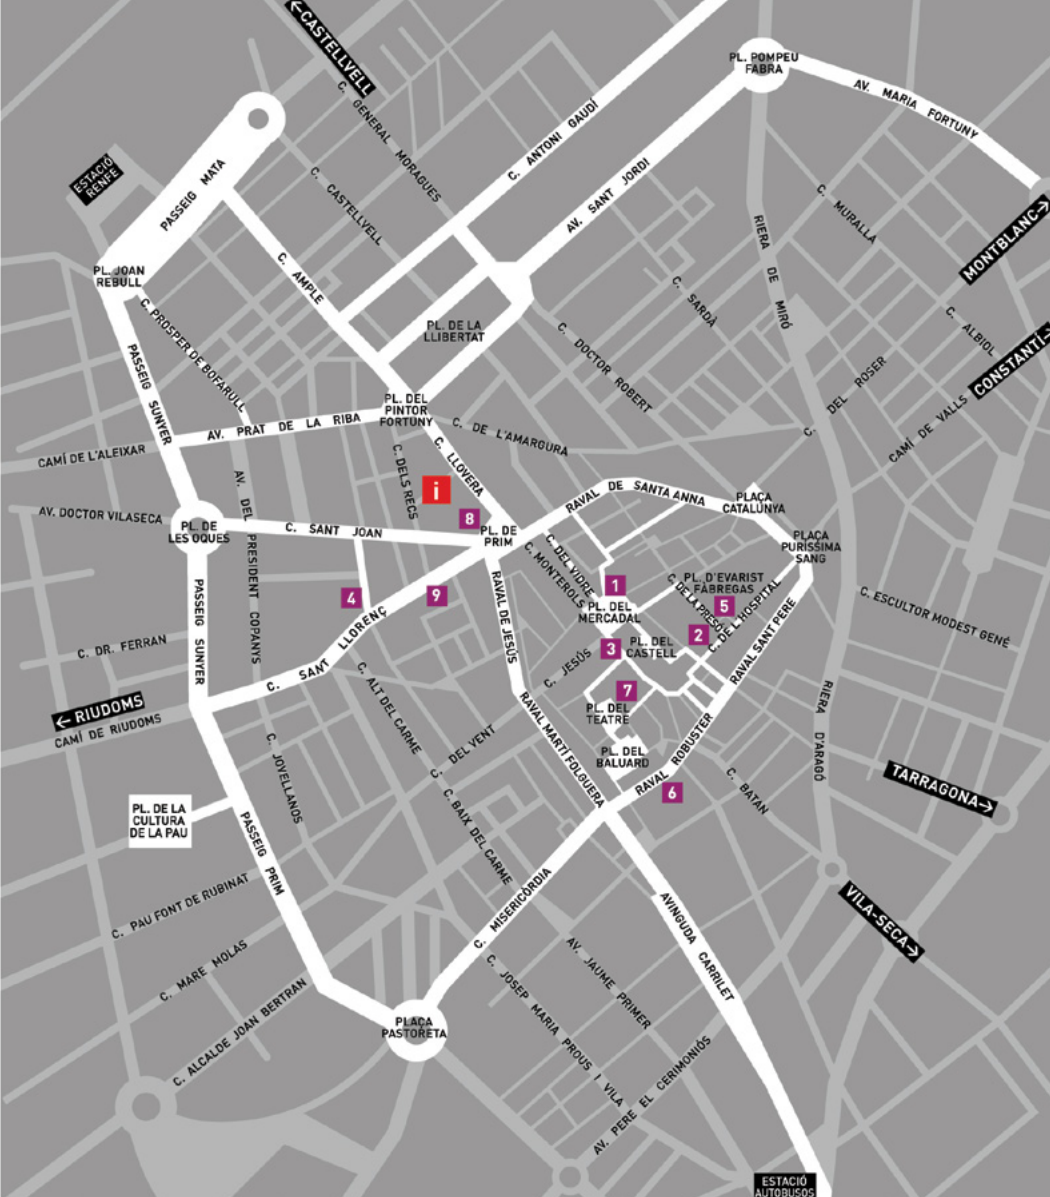 ←CASTELLVELL
PL. POMPEU
FABRA
AV. MARIA FORTUNY
C. GENERAL MORAGUES
C. ANTONI GAUDÍ
ESTACIÓ
RENFE
PASSEIG MATA
C. CASTELLVELL
AV. SANT JORDI
C. MURALLA
MONTBLANC→
RIERA DE MIRÓ
PL. JOAN
REBULL
C. AMPLE
C. SARDÀ
C. PROSPER DE BOFARULL
PL. DE LA
LLIBERTAT
C. DOCTOR ROBERT
C. ALBIOL
CONSTANTÍ→
PASSEIG SUNYER
C. DEL ROSER
CAMÍ DE VALLS
PL. DEL
PINTOR
FORTUNY
AV. PRAT DE LA RIBA
C. DE L'AMARGURA
CAMÍ DE L'ALEIXAR
C. LLOVERA
C. DELS RECS
i
RAVAL DE SANTA ANNA
PLAÇA
CATALUNYA
AV. DOCTOR VILASECA
PL. DE
LES OQUES
AV. DEL PRESIDENT COPANYS
C. SANT JOAN
8
PL. DE
PRIM
PLAÇA
PURÍSSIMA
SANG
C. DEL VIDRE
C. MONTEROLS
1
PL. D'EVARIST
FÀBREGAS
C. DE LA PRESÓ
5
C. DE L'HOSPITAL
C. ESCULTOR MODEST GENÉ
PASSEIG SUNYER
4
9
PL. DEL
MERCADAL
C. SANT LLORENÇ
RAVAL DE JESÚS
2
3
PL. DEL
CASTELL
RAVAL SANT PERE
C. DR. FERRAN
C. JESÚS
7
← RIUDOMS
CAMÍ DE RIUDOMS
C. ALT DEL CARME
PL. DEL
TEATRE
RIERA D'ARAGÓ
C. JOVELLANOS
C. DEL VENT
RAVAL MARTÍ FOLGUERA
PL. DEL
BALUARD
RAVAL ROBUSTER
6
C. BATAN
TARRAGONA→
PL. DE LA
CULTURA
DE LA PAU
PASSEIG PRIM
C. BAIX DEL CARME
C. PAU FONT DE RUBINAT
C. MISERICÒRDIA
AVINGUDA CARRILET
VILA-SECA→
C. MARE MOLAS
AV. JAUME PRIMER
C. JOSEP MARIA PROUS I VILA
C. ALCALDE JOAN BERTRAN
PLAÇA
PASTORETA
AV. PERE EL CERIMONIÓS
ESTACIÓ
AUTOBUSOS